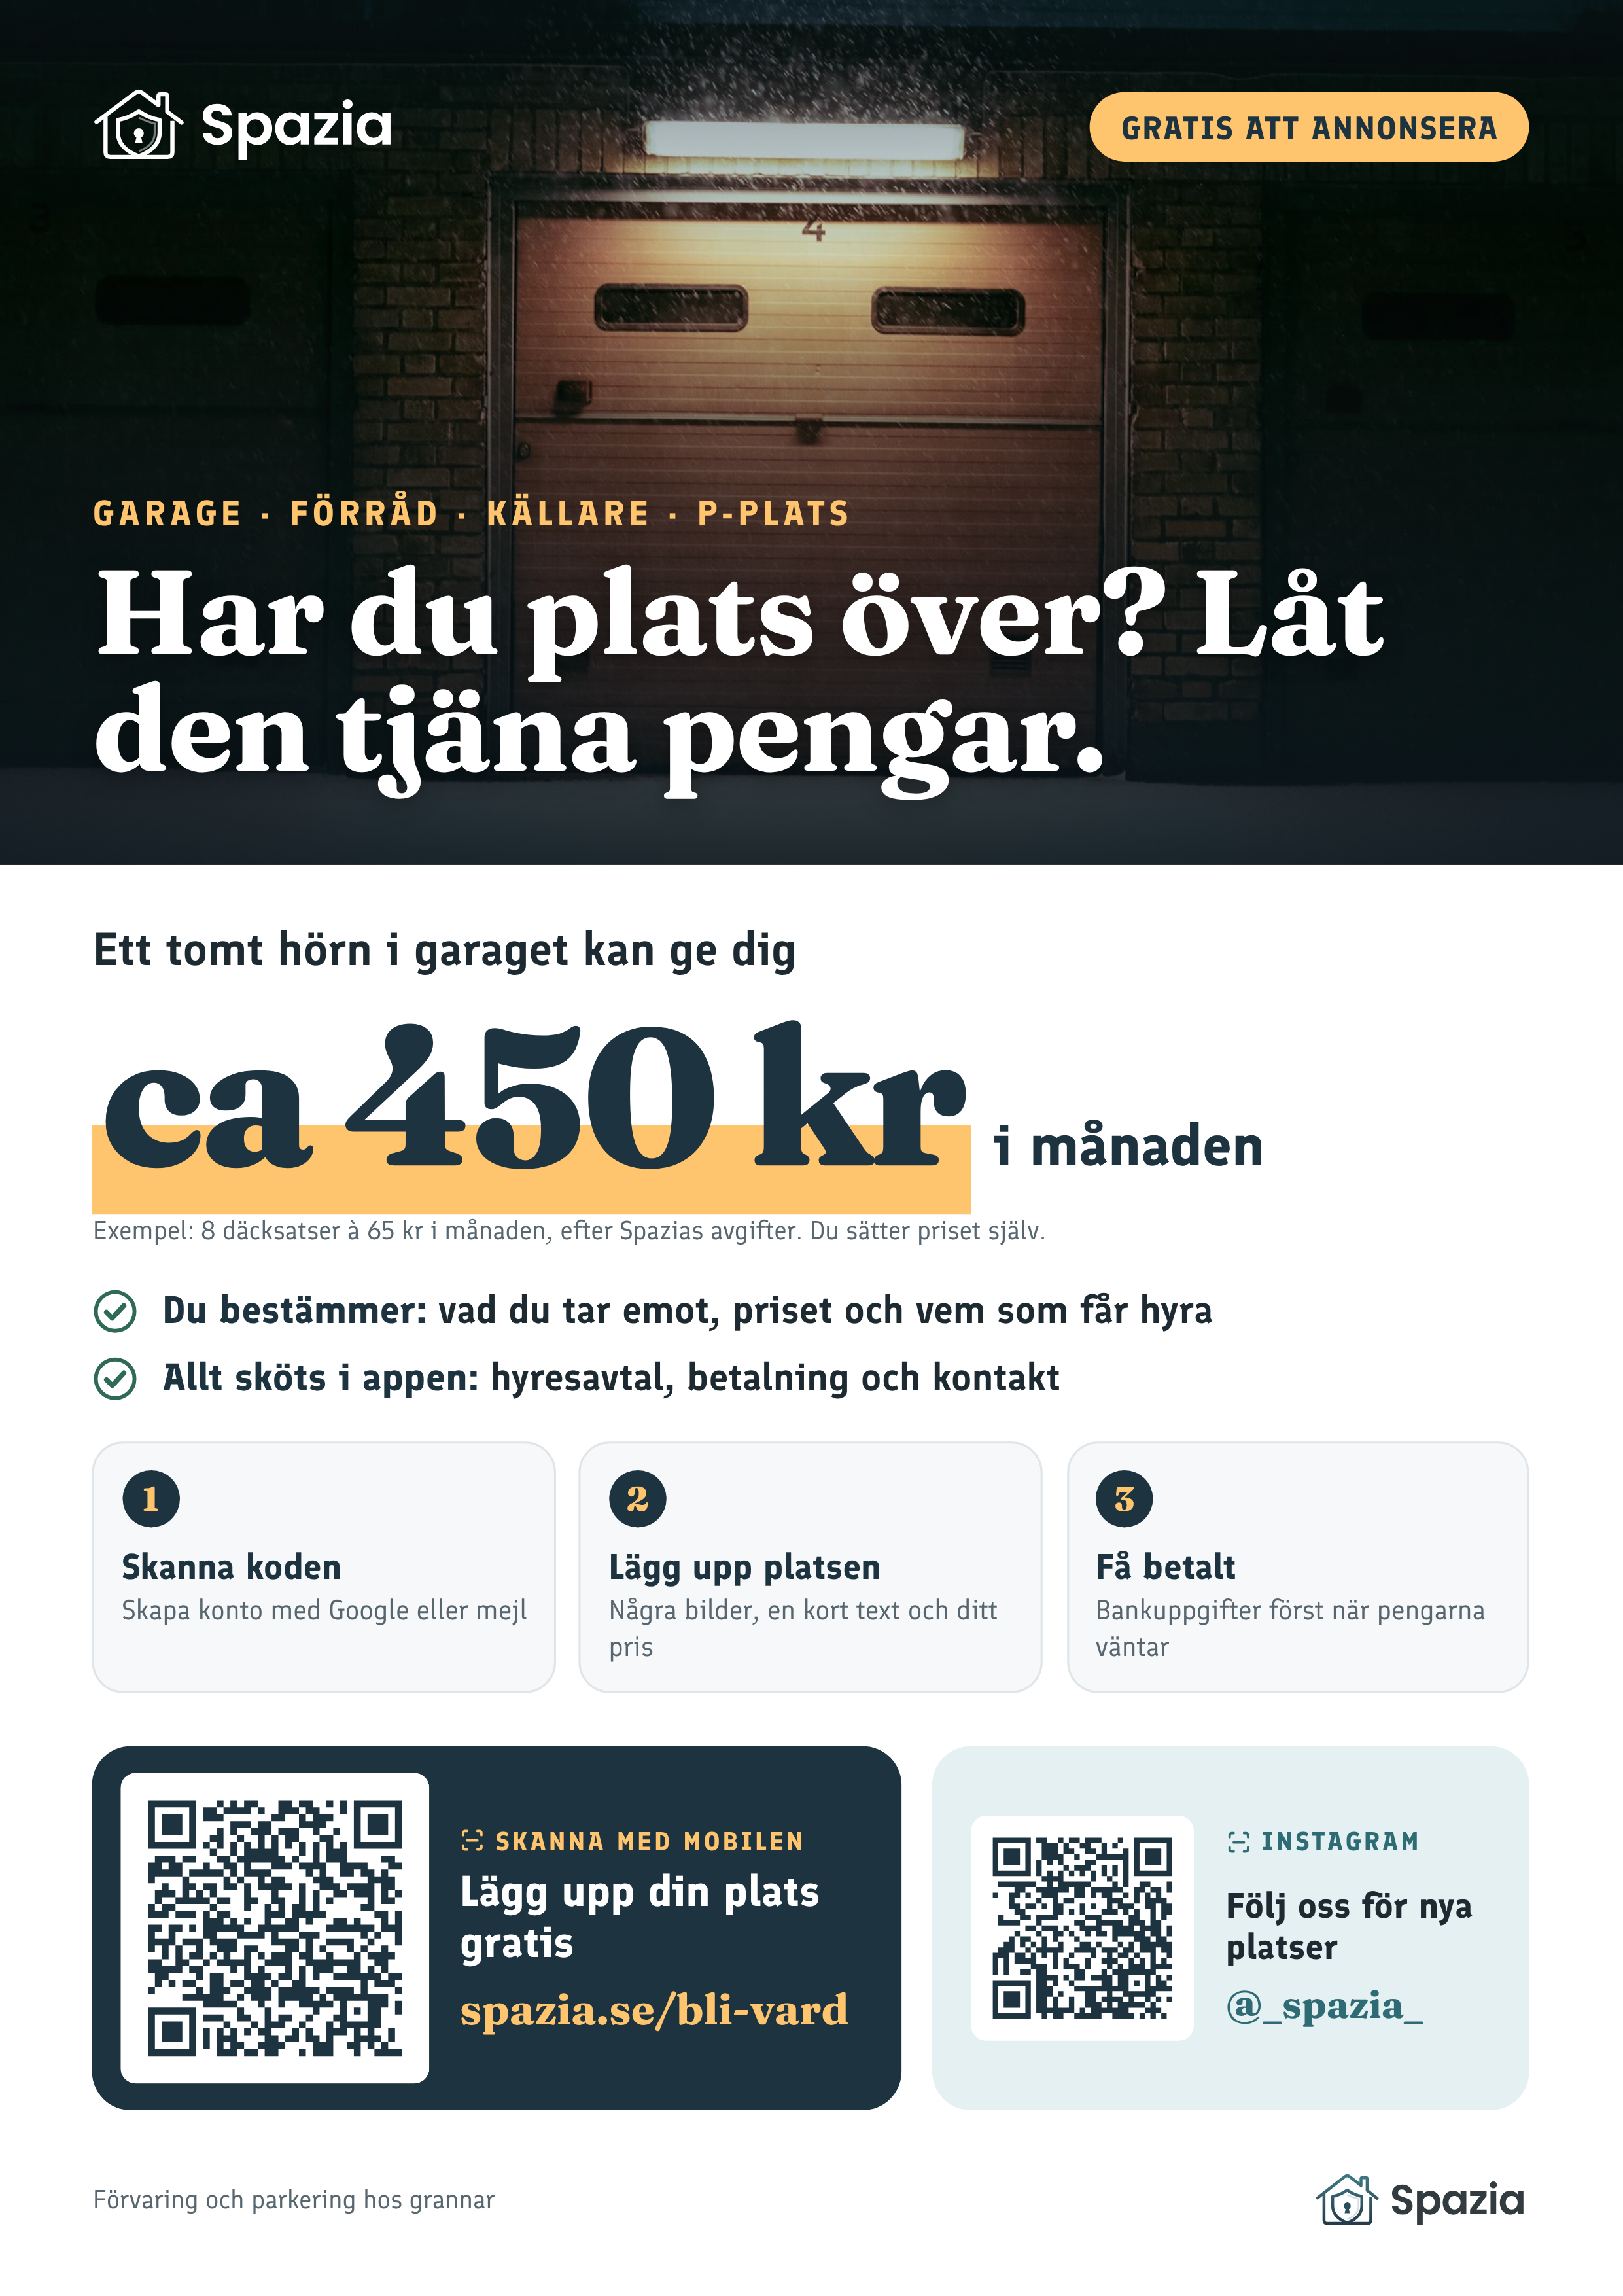 Spazia
GRATIS ATT ANNONSERA
4
GARAGE · FÖRRÅD · KÄLLARE · P-PLATS
Har du plats över? Låt
den tjäna pengar.
Ett tomt hörn i garaget kan ge dig
ca 450 kr i månaden
Exempel: 8 däcksatser à 65 kr i månaden, efter Spazias avgifter. Du sätter priset själv.
Du bestämmer: vad du tar emot, priset och vem som får hyra
Allt sköts i appen: hyresavtal, betalning och kontakt
1
Skanna koden
Skapa konto med Google eller mejl
2
Lägg upp platsen
Några bilder, en kort text och ditt
pris
3
Få betalt
Bankuppgifter först när pengarna
väntar
SKANNA MED MOBILEN
Lägg upp din plats
gratis
spazia.se/bli-vard
INSTAGRAM
Följ oss för nya
platser
@_spazia_
Förvaring och parkering hos grannar
Spazia